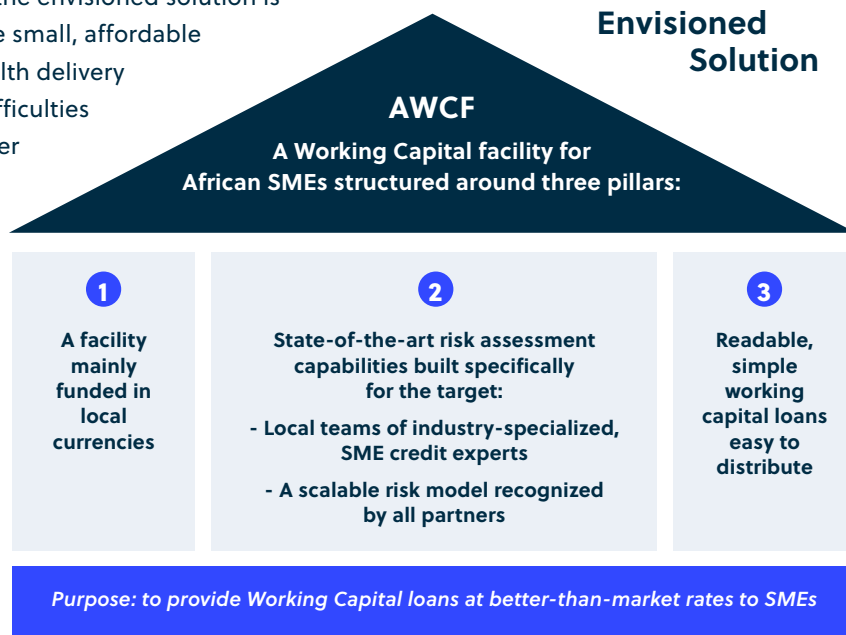 the envisioned solution is
small, affordable
lth delivery
fficulties
er
Envisioned
Solution
AWCF
A Working Capital facility for
African SMEs structured around three pillars:
1
A facility
mainly
funded in
local
currencies
2
State-of-the-art risk assessment
capabilities built specifically
for the target:
- Local teams of industry-specialized,
SME credit experts
- A scalable risk model recognized
by all partners
3
Readable,
simple
working
capital loans
easy to
distribute
Purpose: to provide Working Capital loans at better-than-market rates to SMEs